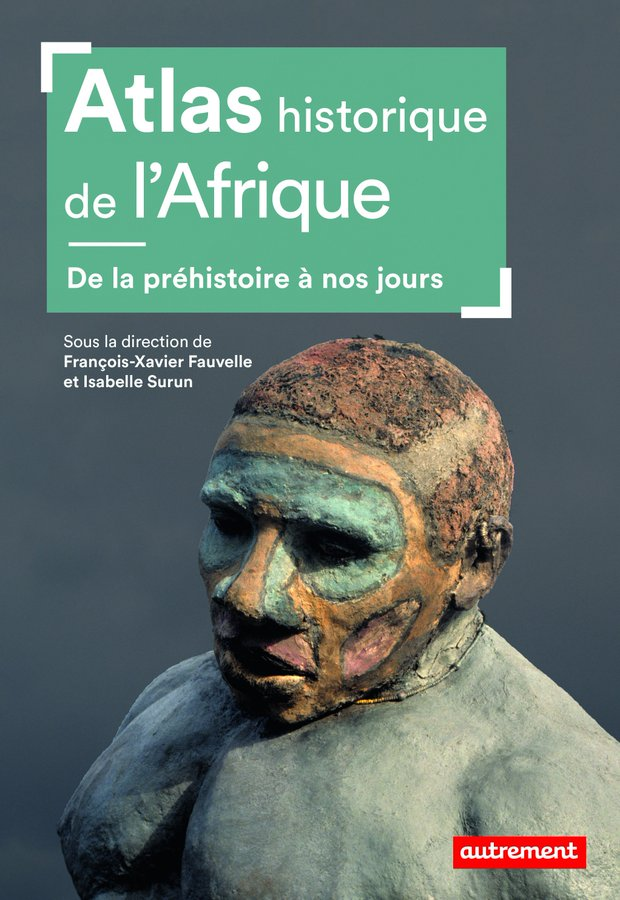 Atlas historique
de l'Afrique
De la préhistoire à nos jours
Sous la direction de
François-Xavier Fauvelle
et Isabelle Surun
autrement